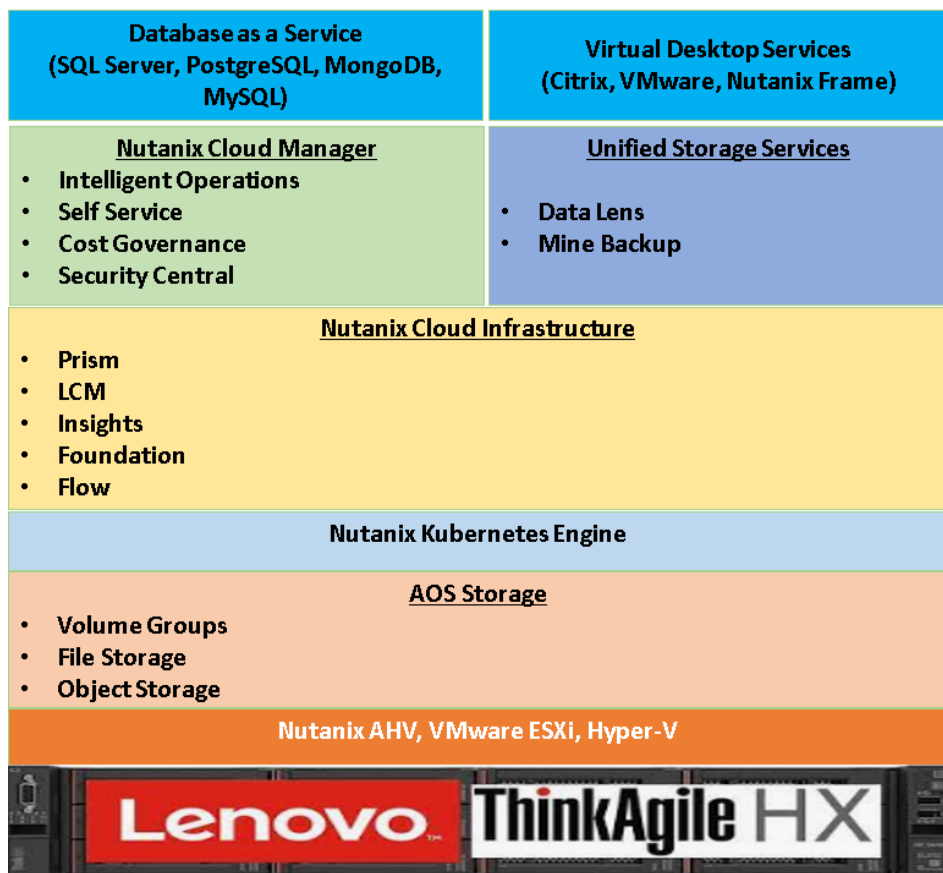 Database as a Service
(SQL Server, PostgreSQL, MongoDB,
MySQL)
Virtual Desktop Services
(Citrix, VMware, Nutanix Frame)
Nutanix Cloud Manager
• Intelligent Operations
• Self Service
• Cost Governance
• Security Central
Unified Storage Services
• Data Lens
• Mine Backup
Nutanix Cloud Infrastructure
• Prism
• LCM
• Insights
• Foundation
• Flow
Nutanix Kubernetes Engine
AOS Storage
• Volume Groups
• File Storage
• Object Storage
Nutanix AHV, VMware ESXi, Hyper-V
Lenovo™ ThinkAgile HX